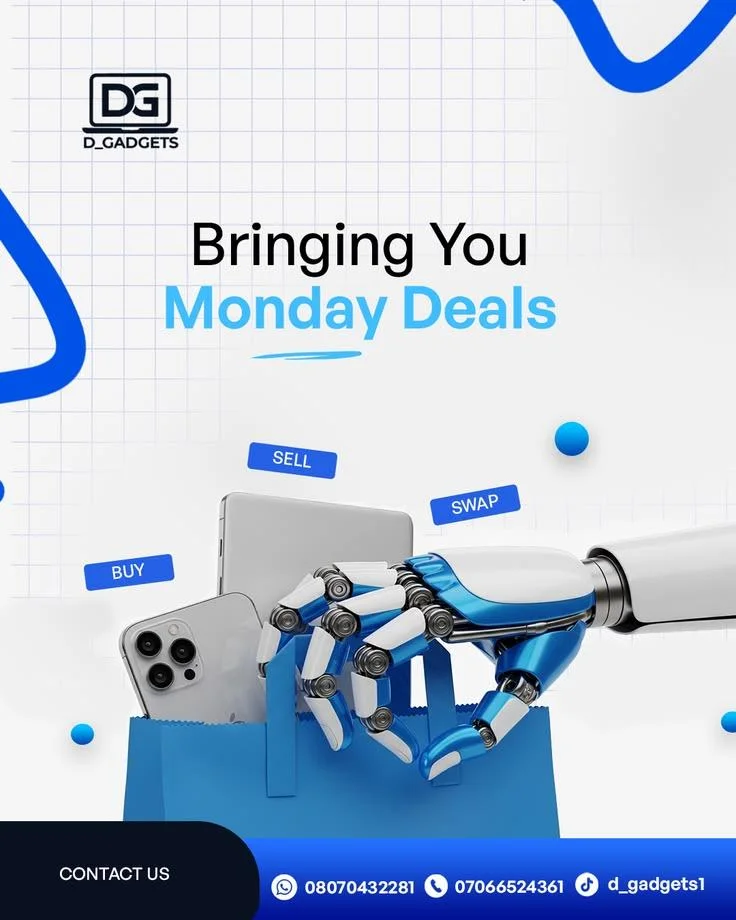 DG
D_GADGETS
Bringing You
Monday Deals
SELL
SWAP
BUY
CONTACT US
08070432281 07066524361 d_gadgets1